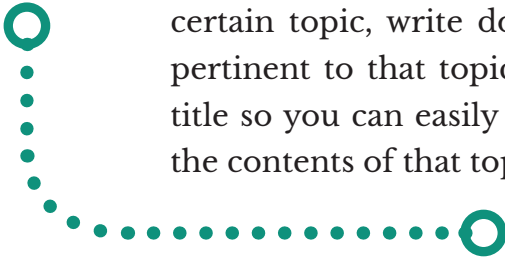 certain topic, write do
pertinent to that topic
title so you can easily
the contents of that top